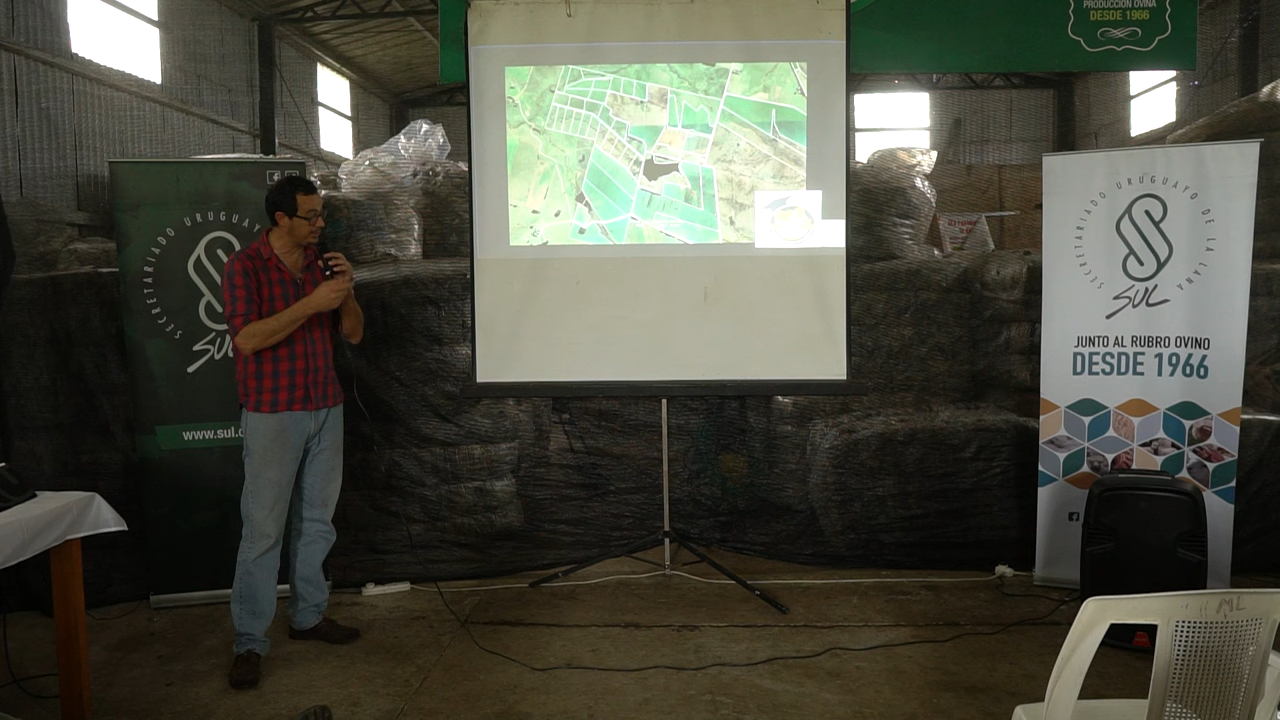 PRODUCCIÓN OVINA
DESDE 1966
SECRETARIADO URUGUAYO
SUL
www.sul.
SECRETARIADO URUGUAYO DE LA LANA
SUL
JUNTO AL RUBRO OVINO
DESDE 1966
ML